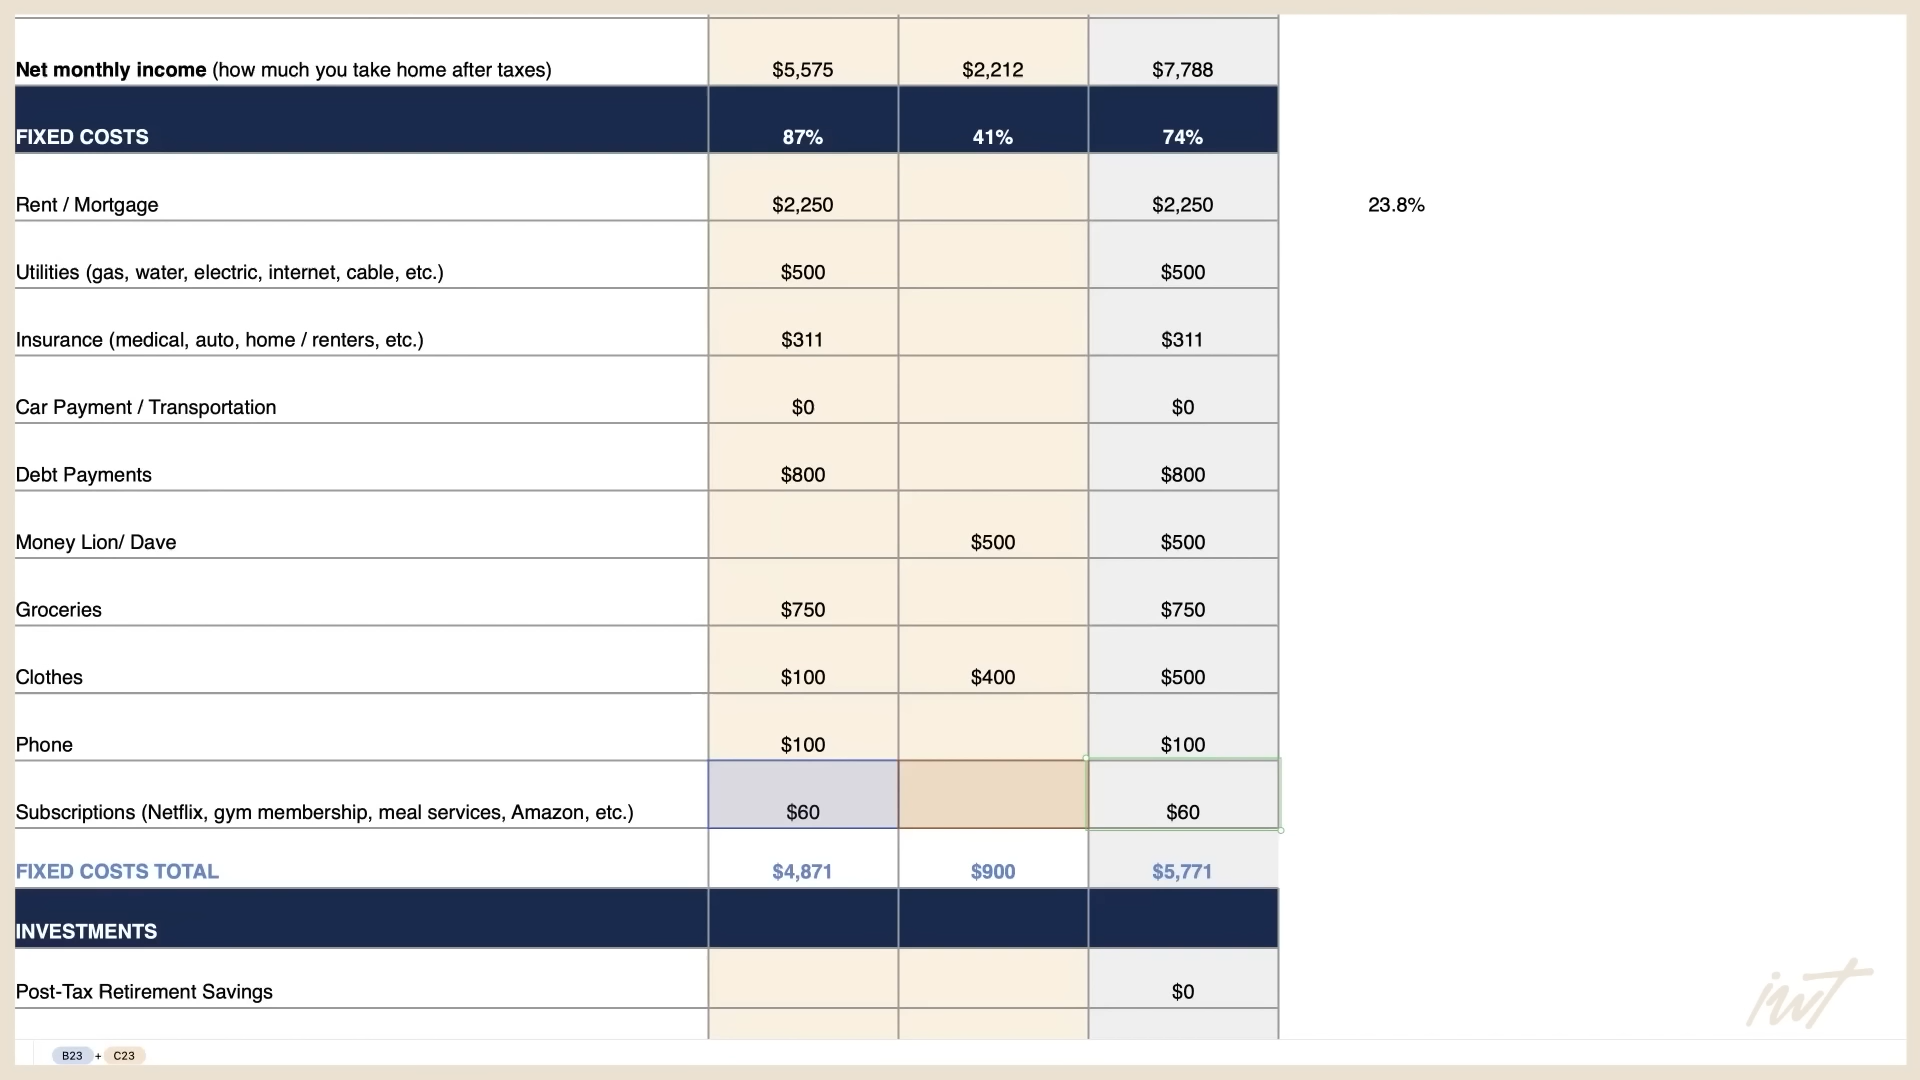 Net monthly income (how much you take home after taxes) $5,575 $2,212 $7,788
FIXED COSTS 87% 41% 74%
Rent / Mortgage $2,250 $2,250 23.8%
Utilities (gas, water, electric, internet, cable, etc.) $500 $500
Insurance (medical, auto, home / renters, etc.) $311 $311
Car Payment / Transportation $0 $0
Debt Payments $800 $800
Money Lion/ Dave $500 $500
Groceries $750 $750
Clothes $100 $400 $500
Phone $100 $100
Subscriptions (Netflix, gym membership, meal services, Amazon, etc.) $60 $60
FIXED COSTS TOTAL $4,871 $900 $5,771
INVESTMENTS
Post-Tax Retirement Savings $0
iwT
B23 + C23